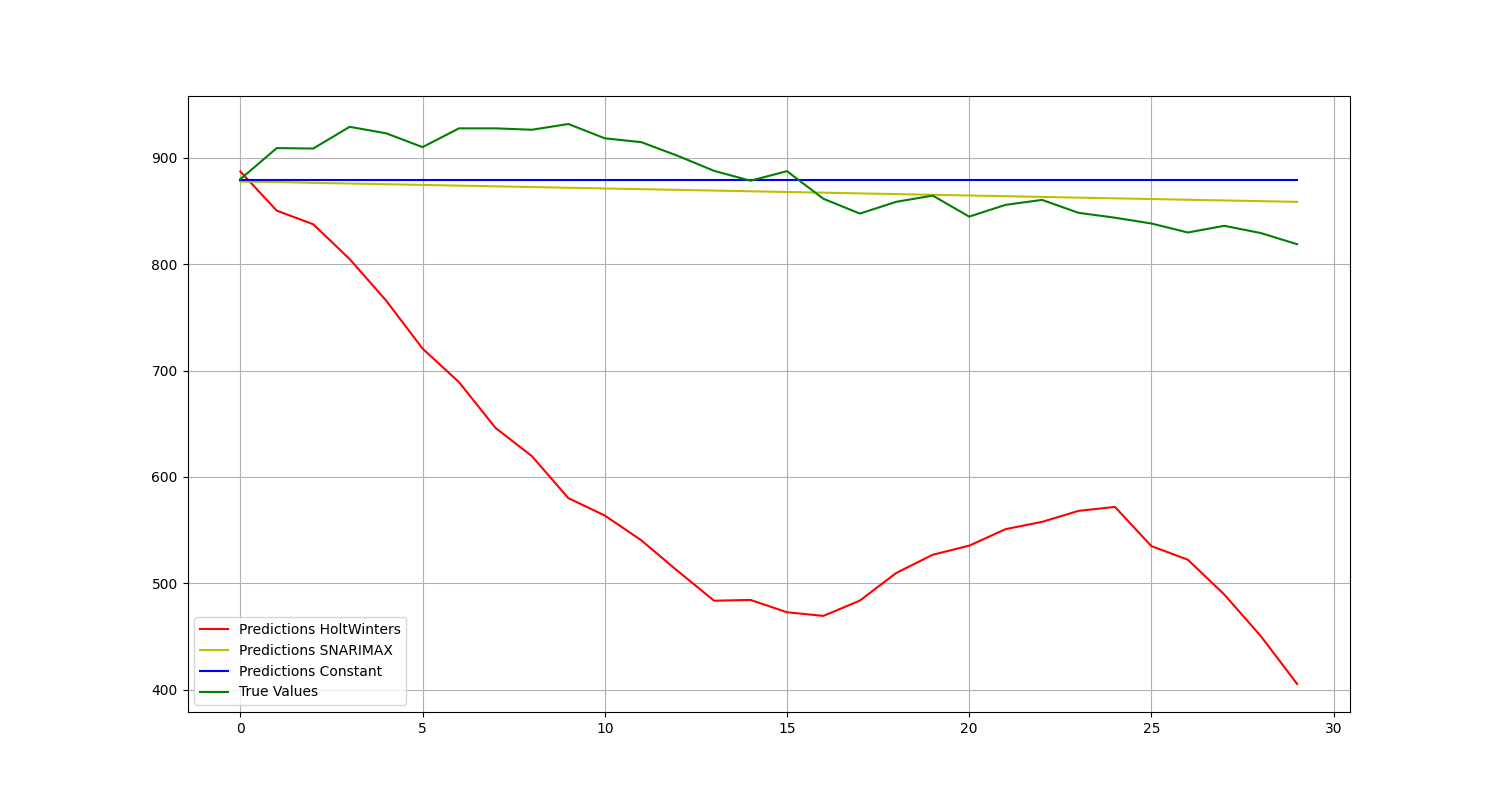 900
800
700
600
500
400
Predictions HoltWinters
Predictions SNARIMAX
Predictions Constant
True Values
0 5 10 15 20 25 30